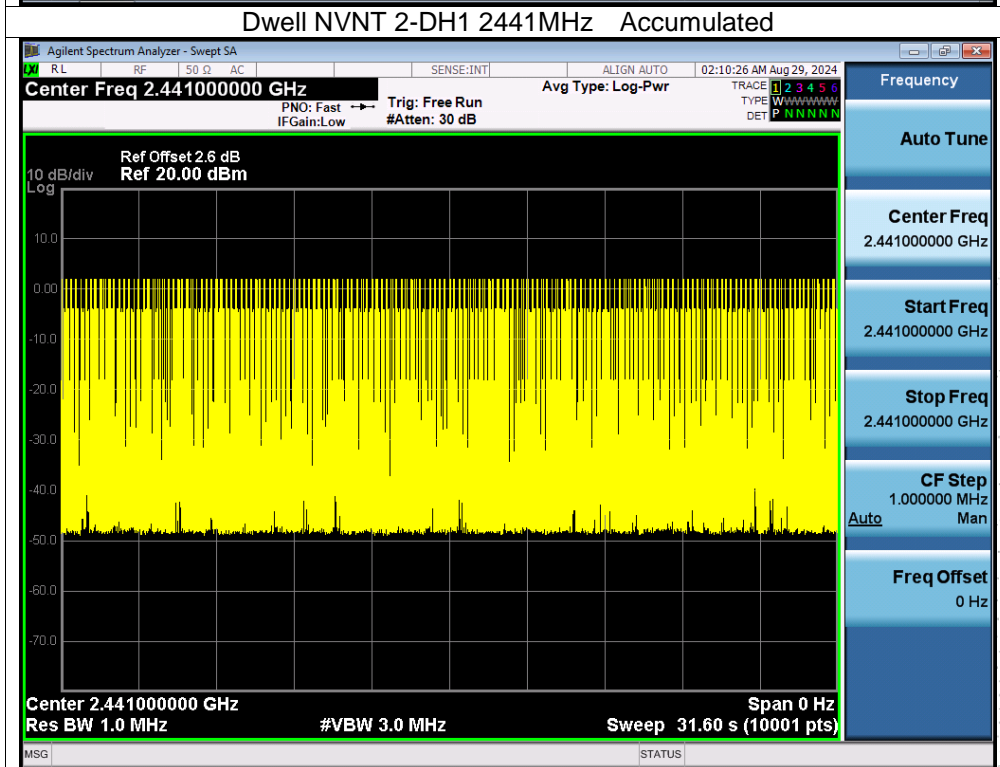 Dwell NVNT 2-DH1 2441MHz Accumulated
Agilent Spectrum Analyzer - Swept SA
LXI RL RF 50 Ω AC SENSE:INT ALIGN AUTO 02:10:26 AM Aug 29, 2024
Center Freq 2.441000000 GHz
PNO: Fast
IFGain:Low
Trig: Free Run
#Atten: 30 dB
Avg Type: Log-Pwr
TRACE 1 2 3 4 5 6
TYPE WWWWWW
DET P N N N N N
Ref Offset 2.6 dB
10 dB/div Ref 20.00 dBm
Log
10.0
0.00
-10.0
-20.0
-30.0
-40.0
-50.0
-60.0
-70.0
Center 2.441000000 GHz Span 0 Hz
Res BW 1.0 MHz #VBW 3.0 MHz Sweep 31.60 s (10001 pts)
MSG STATUS
Frequency
Auto Tune
Center Freq
2.441000000 GHz
Start Freq
2.441000000 GHz
Stop Freq
2.441000000 GHz
CF Step
1.000000 MHz
Auto Man
Freq Offset
0 Hz